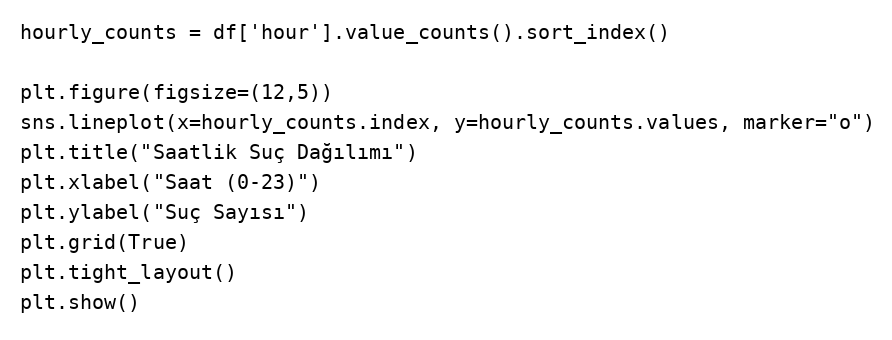 hourly_counts = df['hour'].value_counts().sort_index()

plt.figure(figsize=(12,5))
sns.lineplot(x=hourly_counts.index, y=hourly_counts.values, marker="o")
plt.title("Saatlik Suç Dağılımı")
plt.xlabel("Saat (0-23)")
plt.ylabel("Suç Sayısı")
plt.grid(True)
plt.tight_layout()
plt.show()